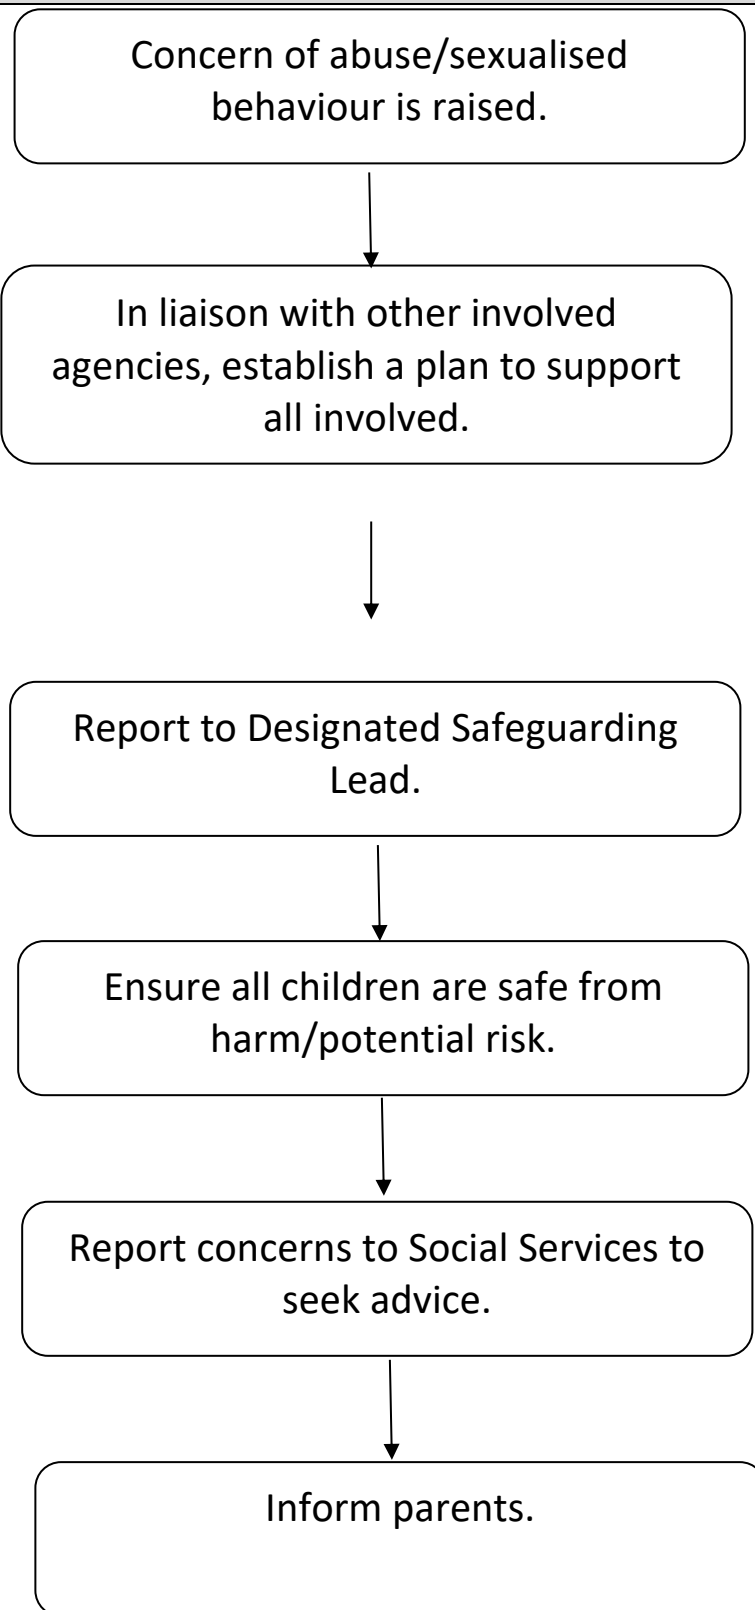 Concern of abuse/sexualised
behaviour is raised.
In liaison with other involved
agencies, establish a plan to support
all involved.
Report to Designated Safeguarding
Lead.
Ensure all children are safe from
harm/potential risk.
Report concerns to Social Services to
seek advice.
Inform parents.